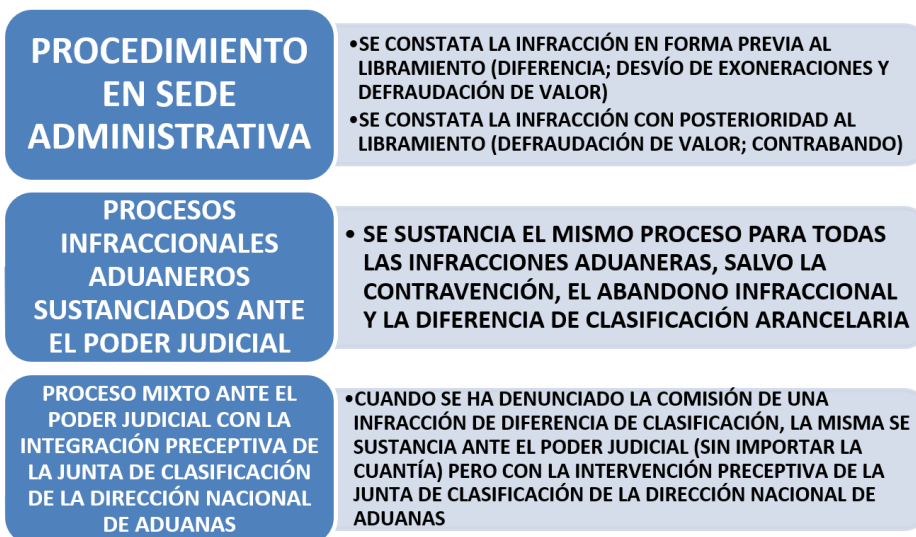 PROCEDIMIENTO
EN SEDE
ADMINISTRATIVA
•SE CONSTATA LA INFRACCIÓN EN FORMA PREVIA AL
LIBRAMIENTO (DIFERENCIA; DESVÍO DE EXONERACIONES Y
DEFRAUDACIÓN DE VALOR)
•SE CONSTATA LA INFRACCIÓN CON POSTERIORIDAD AL
LIBRAMIENTO (DEFRAUDACIÓN DE VALOR; CONTRABANDO)
PROCESOS
INFRACCIONALES
ADUANEROS
SUSTANCIADOS ANTE
EL PODER JUDICIAL
• SE SUSTANCIA EL MISMO PROCESO PARA TODAS
LAS INFRACCIONES ADUANERAS, SALVO LA
CONTRAVENCIÓN, EL ABANDONO INFRACCIONAL
Y LA DIFERENCIA DE CLASIFICACIÓN ARANCELARIA
PROCESO MIXTO ANTE EL
PODER JUDICIAL CON LA
INTEGRACIÓN PRECEPTIVA DE
LA JUNTA DE CLASIFICACIÓN
DE LA DIRECCIÓN NACIONAL
DE ADUANAS
•CUANDO SE HA DENUNCIADO LA COMISIÓN DE UNA
INFRACCIÓN DE DIFERENCIA DE CLASIFICACIÓN, LA MISMA SE
SUSTANCIA ANTE EL PODER JUDICIAL (SIN IMPORTAR LA
CUANTÍA) PERO CON LA INTERVENCIÓN PRECEPTIVA DE LA
JUNTA DE CLASIFICACIÓN DE LA DIRECCIÓN NACIONAL DE
ADUANAS